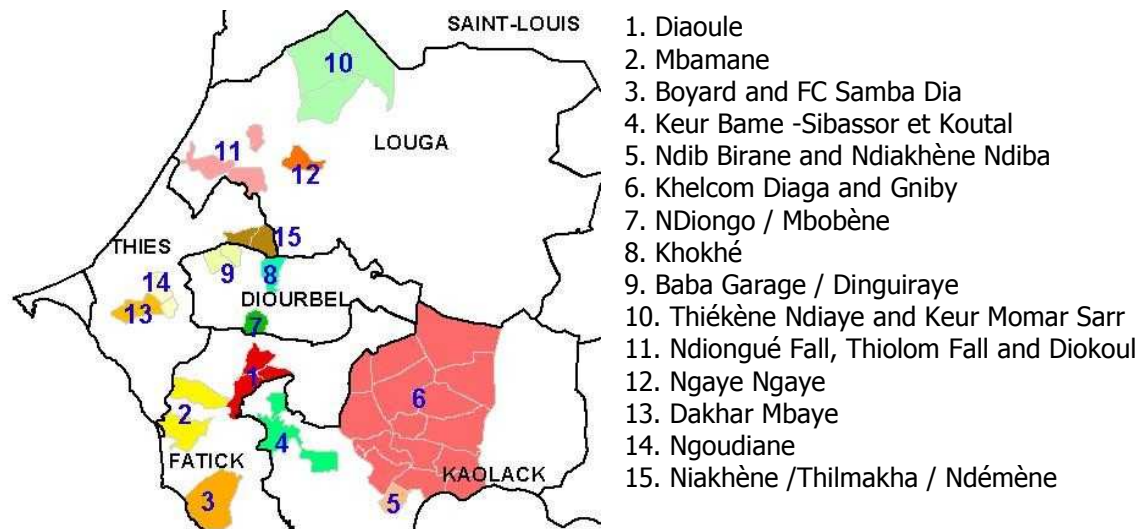 SAINT-LOUIS
10
LOUGA
11
12
15
THIES
9
8
14
DIOURBEL
13
7
1
6
2
4
FATICK
KAOLACK
3
5
1. Diaoule
2. Mbamane
3. Boyard and FC Samba Dia
4. Keur Bame -Sibassor et Koutal
5. Ndib Birane and Ndiakhène Ndiba
6. Khelcom Diaga and Gniby
7. NDiongo / Mbobène
8. Khokhé
9. Baba Garage / Dinguiraye
10. Thiékène Ndiaye and Keur Momar Sarr
11. Ndiongué Fall, Thiolom Fall and Diokoul
12. Ngaye Ngaye
13. Dakhar Mbaye
14. Ngoudiane
15. Niakhène /Thilmakha / Ndémène